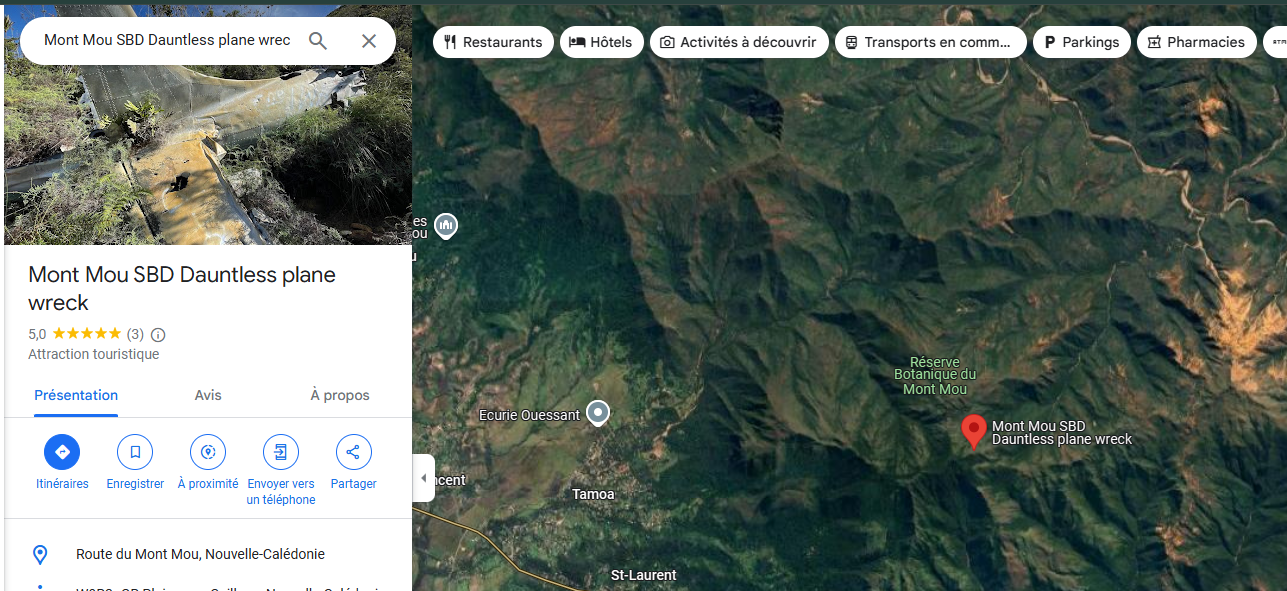 Mont Mou SBD Dauntless plane wrec
Restaurants
Hôtels
Activités à découvrir
Transports en comm...
Parkings
Pharmacies
ATM
Mont Mou SBD Dauntless plane
wreck
5,0
(3)
Attraction touristique
Présentation
Avis
À propos
Itinéraires
Enregistrer
À proximité
Envoyer vers
un téléphone
Partager
Route du Mont Mou, Nouvelle-Calédonie
es
ou
u
Réserve
Botanique du
Mont Mou
Mont Mou SBD
Dauntless plane wreck
Ecurie Ouessant
ncent
Tamoa
St-Laurent